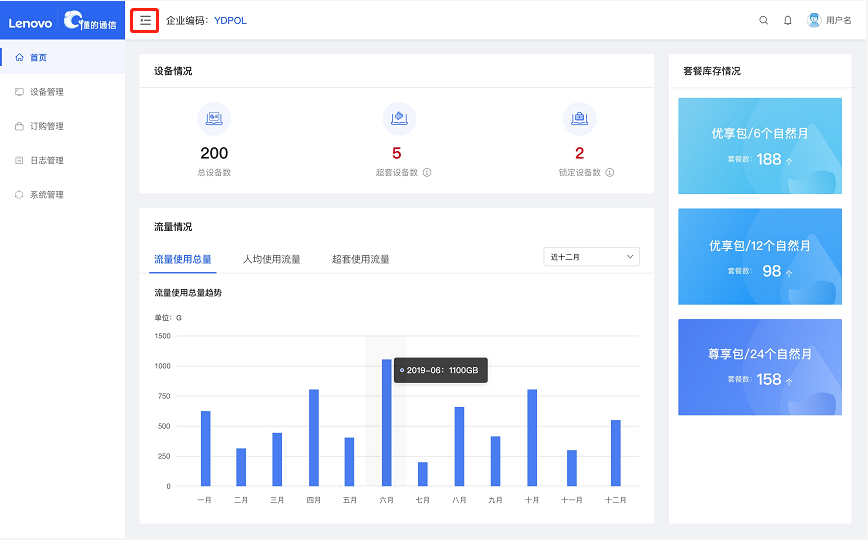 Lenovo 懂的通信
企业编码： YDPOL
用户名
首页
设备管理
订购管理
日志管理
系统管理
设备情况
200
总设备数
5
超套设备数
2
锁定设备数
套餐库存情况
优享包/6个自然月
套餐数： 188 个
优享包/12个自然月
套餐数： 98 个
尊享包/24个自然月
套餐数： 158 个
流量情况
流量使用总量 人均使用流量 超套使用流量
近十二月
流量使用总量趋势
单位：G
1500
1000
750
500
250
0
2019-06： 1100GB
一月 二月 三月 四月 五月 六月 七月 八月 九月 十月 十一月 十二月